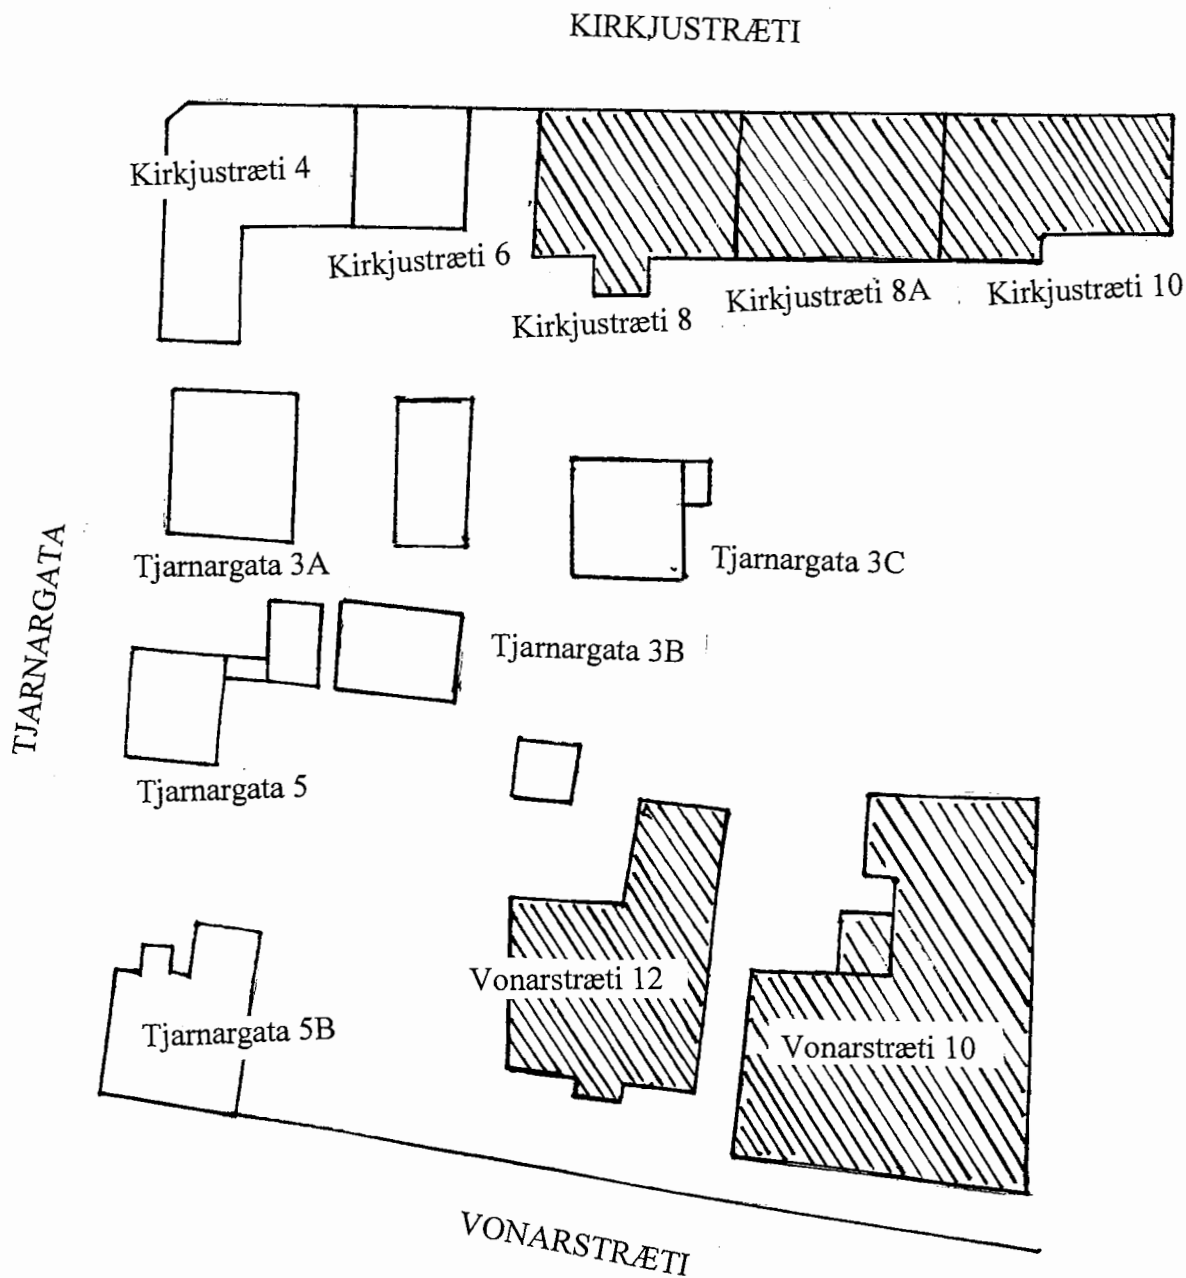 KIRKJUSTRÆTI
Kirkjustræti 4
Kirkjustræti 6
Kirkjustræti 8
Kirkjustræti 8A
Kirkjustræti 10
TJARNARGATA
Tjarnargata 3A
Tjarnargata 3C
Tjarnargata 3B
Tjarnargata 5
Vonarstræti 12
Tjarnargata 5B
Vonarstræti 10
VONARSTRÆTI